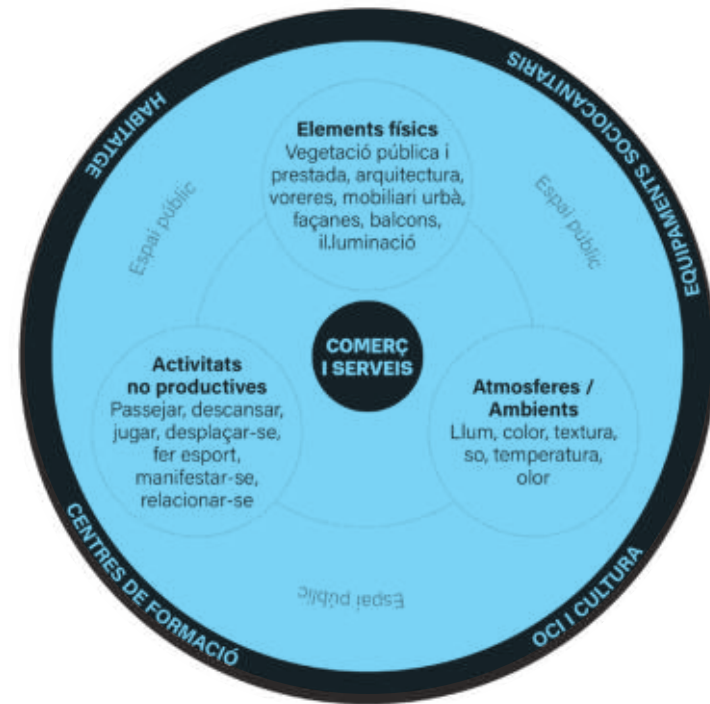 HABITATGE
EQUIPAMENTS SOCIOCANITARIS
Elements físics
Vegetació pública i
prestada, arquitectura,
voreres, mobiliari urbà,
façanes, balcons,
il.luminació
Espai públic
Espai públic
COMERÇ
I SERVEIS
Activitats
no productives
Passejar, descansar,
jugar, desplaçar-se,
fer esport,
manifestar-se,
relacionar-se
Atmosferes /
Ambients
Llum, color, textura,
so, temperatura,
olor
Espai públic
CENTRES DE FORMACIÓ
OCI I CULTURA